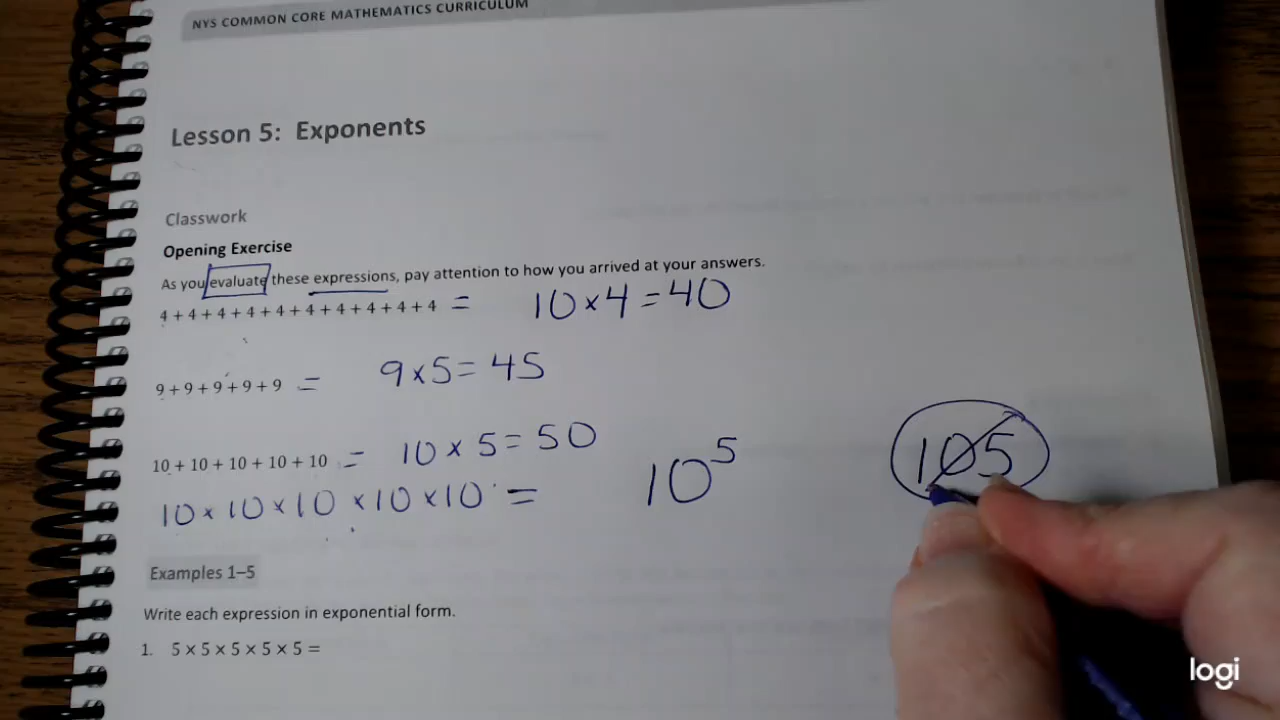 NYS COMMON CORE MATHEMATICS CURRICULUM
Lesson 5: Exponents
Classwork
Opening Exercise
As you evaluate these expressions, pay attention to how you arrived at your answers.
4 + 4 + 4 + 4 + 4 + 4 + 4 + 4 + 4 + 4 = 10 × 4 = 40
9 + 9 + 9 + 9 + 9 = 9 × 5 = 45
10 + 10 + 10 + 10 + 10 = 10 × 5 = 50
10 × 10 × 10 × 10 × 10 = 10⁵ 105
Examples 1–5
Write each expression in exponential form.
1. 5 × 5 × 5 × 5 × 5 =
logi